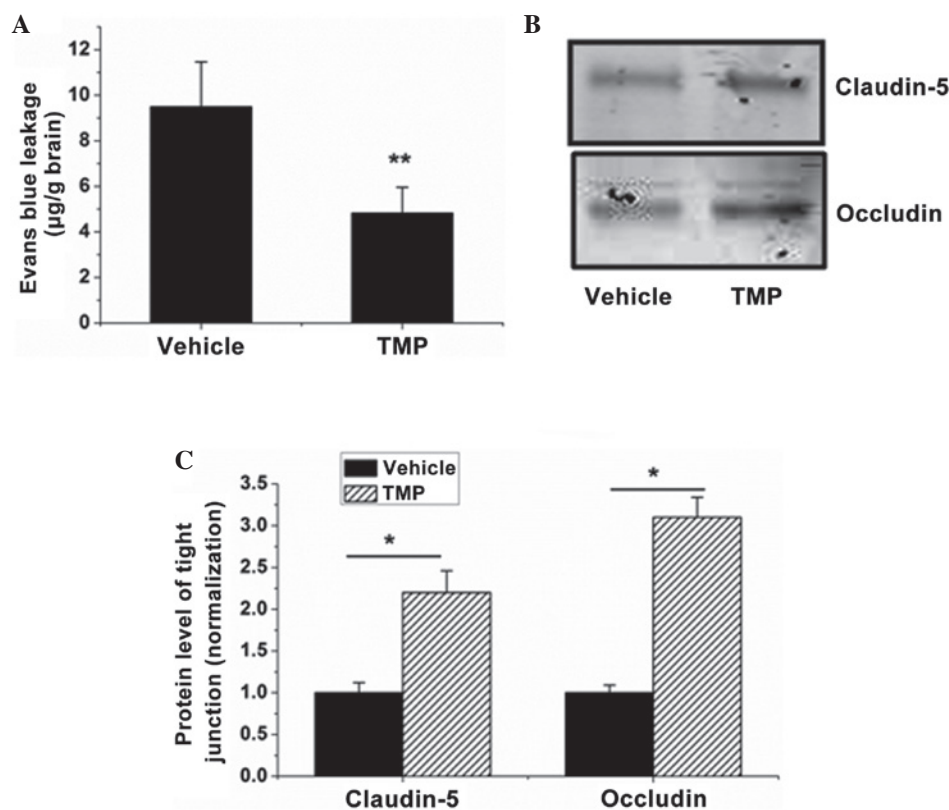 A
Evans blue leakage
(μg/g brain)
12
10
8
6
4
2
0
**
Vehicle
TMP
B
Claudin-5
Occludin
Vehicle
TMP
C
Vehicle
TMP
Protein level of tight
junction (normalization)
3.5
3.0
2.5
2.0
1.5
1.0
0.5
0.0
*
*
Claudin-5
Occludin